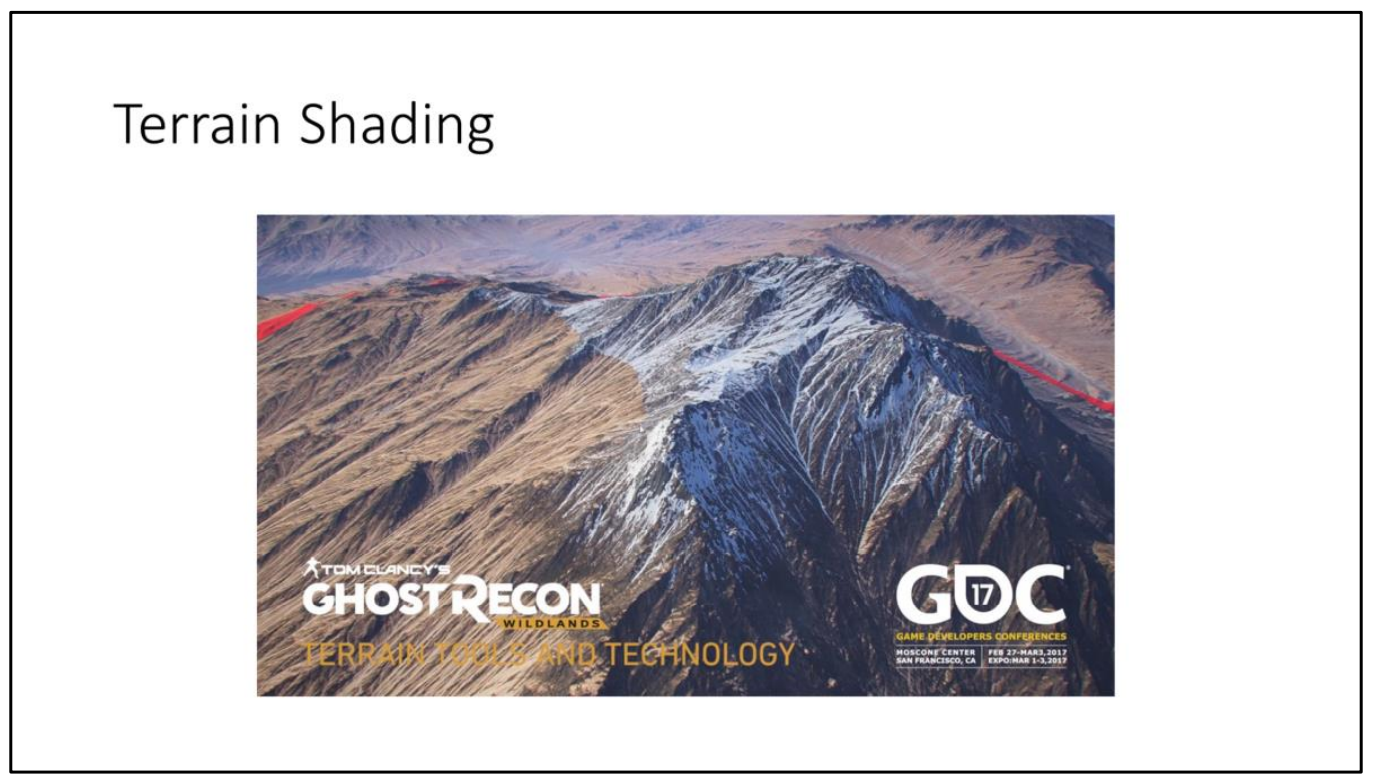 Terrain Shading
TOM CLANCY'S
GHOST RECON
WILDLANDS
TERRAIN TOOLS AND TECHNOLOGY
GDC
17
GAME DEVELOPERS CONFERENCES
MOSCONE CENTER
SAN FRANCISCO, CA
FEB 27-MAR3,2017
EXPO:MAR 1-3,2017